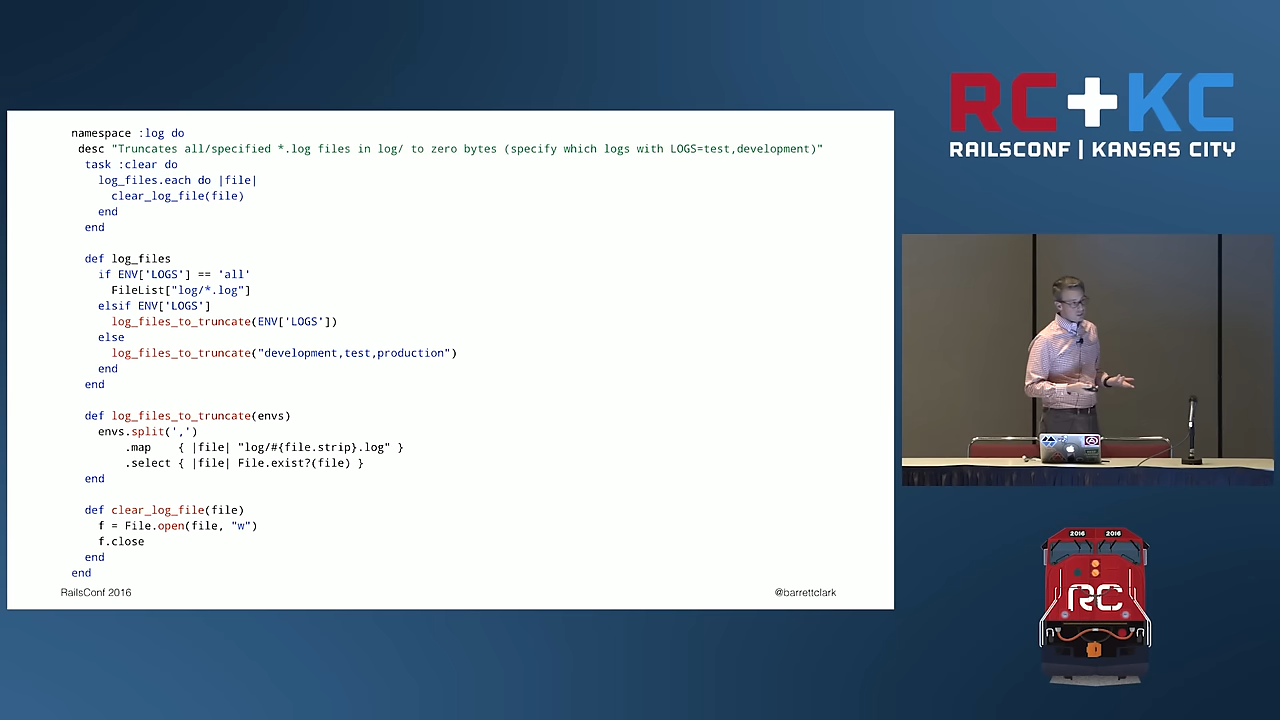 namespace :log do
desc "Truncates all/specified *.log files in log/ to zero bytes (specify which logs with LOGS=test,development)"
task :clear do
log_files.each do |file|
clear_log_file(file)
end
end
def log_files
if ENV['LOGS'] == 'all'
FileList["log/*.log"]
elsif ENV['LOGS']
log_files_to_truncate(ENV['LOGS'])
else
log_files_to_truncate("development,test,production")
end
end
def log_files_to_truncate(envs)
envs.split(',')
.map { |file| "log/#{file.strip}.log" }
.select { |file| File.exist?(file) }
end
def clear_log_file(file)
f = File.open(file, "w")
f.close
end
end
RailsConf 2016
@barrettclark
RC+KC
RAILSCONF | KANSAS CITY
2016 2016
RC